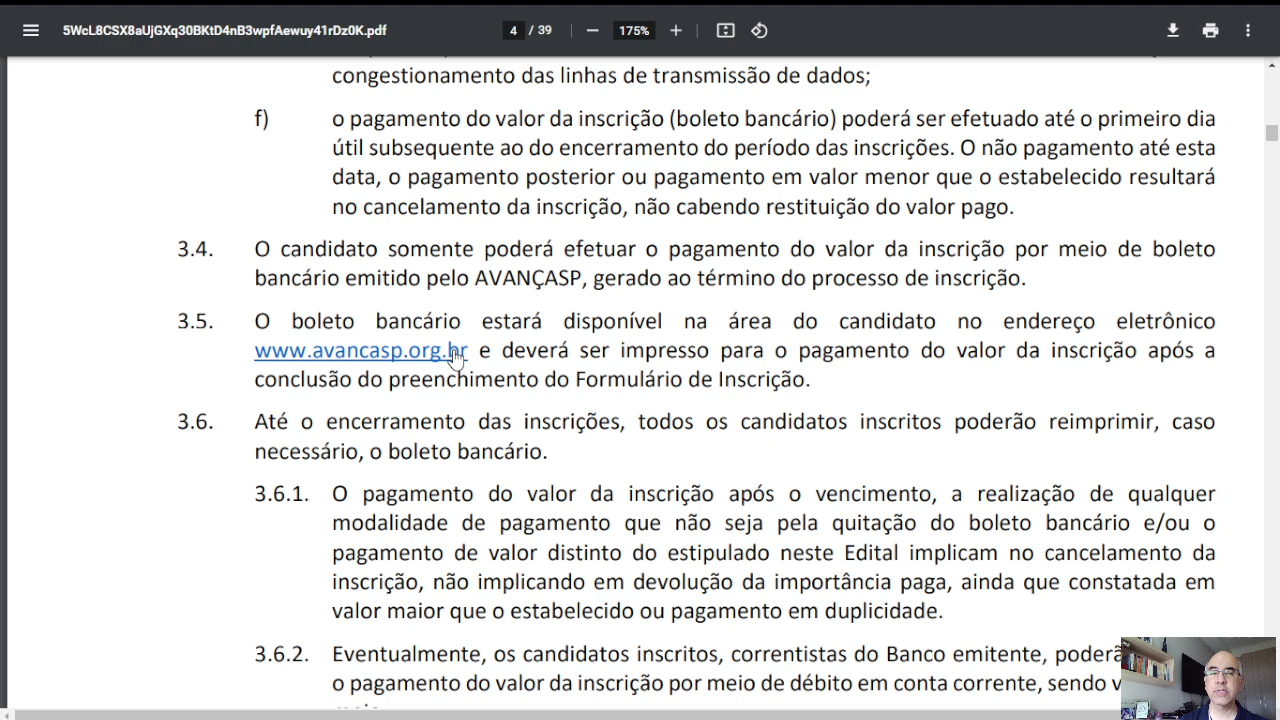 5WcL8CSX8aUjGXq30BKtD4nB3wpfAewuy41rDz0K.pdf
4 / 39
175%
congestionamento das linhas de transmissão de dados;
f) o pagamento do valor da inscrição (boleto bancário) poderá ser efetuado até o primeiro dia
útil subsequente ao do encerramento do período das inscrições. O não pagamento até esta
data, o pagamento posterior ou pagamento em valor menor que o estabelecido resultará
no cancelamento da inscrição, não cabendo restituição do valor pago.
3.4. O candidato somente poderá efetuar o pagamento do valor da inscrição por meio de boleto
bancário emitido pelo AVANÇASP, gerado ao término do processo de inscrição.
3.5. O boleto bancário estará disponível na área do candidato no endereço eletrônico
www.avancasp.org.br e deverá ser impresso para o pagamento do valor da inscrição após a
conclusão do preenchimento do Formulário de Inscrição.
3.6. Até o encerramento das inscrições, todos os candidatos inscritos poderão reimprimir, caso
necessário, o boleto bancário.
3.6.1. O pagamento do valor da inscrição após o vencimento, a realização de qualquer
modalidade de pagamento que não seja pela quitação do boleto bancário e/ou o
pagamento de valor distinto do estipulado neste Edital implicam no cancelamento da
inscrição, não implicando em devolução da importância paga, ainda que constatada em
valor maior que o estabelecido ou pagamento em duplicidade.
3.6.2. Eventualmente, os candidatos inscritos, correntistas do Banco emitente,
o pagamento do valor da inscrição por meio de débito em conta corrente, sendo